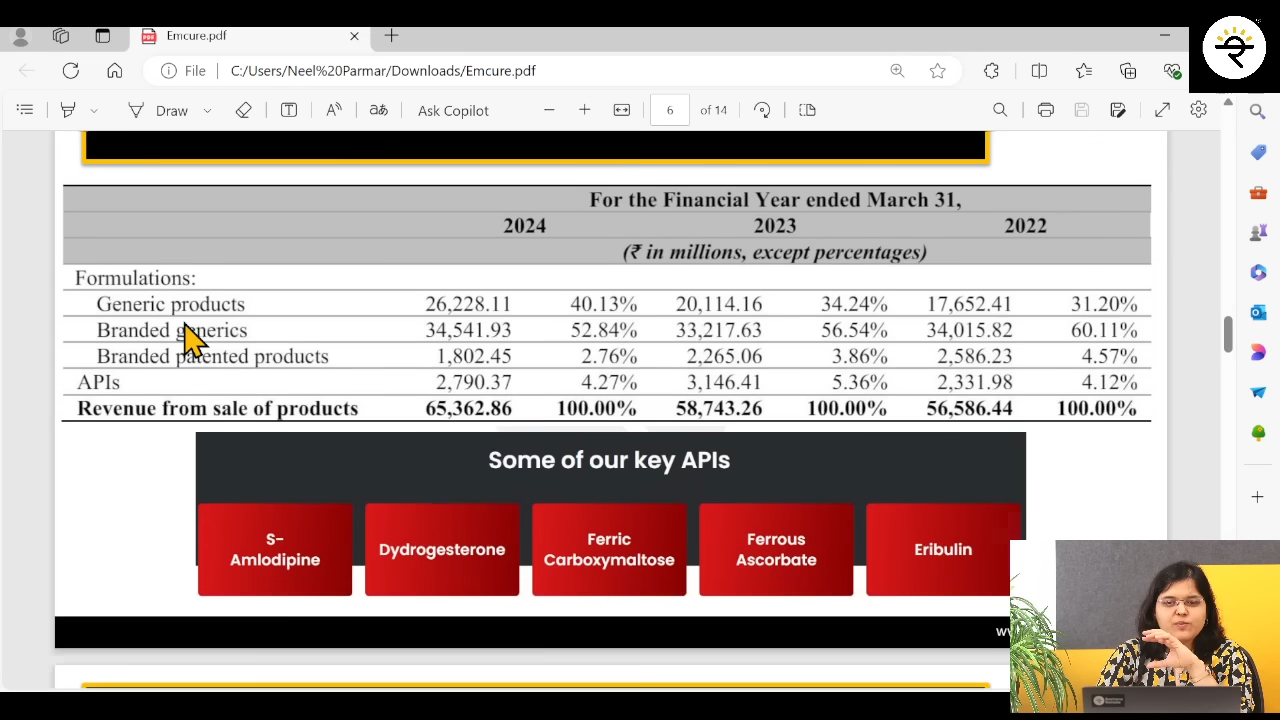 Emcure.pdf
File C:/Users/Neel%20Parmar/Downloads/Emcure.pdf
Draw aあ Ask Copilot 6 of 14
For the Financial Year ended March 31,
2024 2023 2022
(₹ in millions, except percentages)
Formulations:
Generic products 26,228.11 40.13% 20,114.16 34.24% 17,652.41 31.20%
Branded generics 34,541.93 52.84% 33,217.63 56.54% 34,015.82 60.11%
Branded patented products 1,802.45 2.76% 2,265.06 3.86% 2,586.23 4.57%
APIs 2,790.37 4.27% 3,146.41 5.36% 2,331.98 4.12%
Revenue from sale of products 65,362.86 100.00% 58,743.26 100.00% 56,586.44 100.00%
Some of our key APIs
S-
Amlodipine
Dydrogesterone
Ferric
Carboxymaltose
Ferrous
Ascorbate
Eribulin